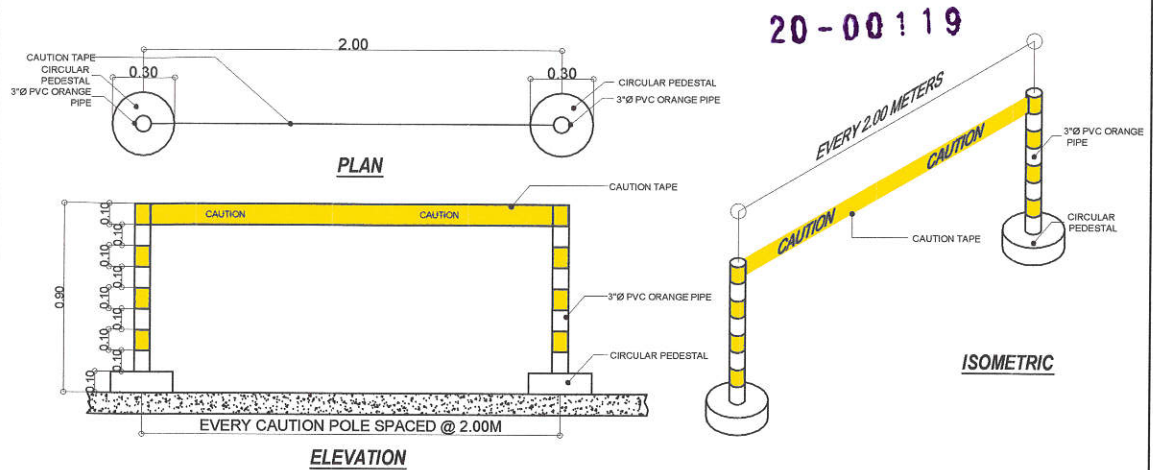 20-00119
2.00
CAUTION TAPE
CIRCULAR
PEDESTAL
3"Ø PVC ORANGE
PIPE
0.30
0.30
CIRCULAR PEDESTAL
3"Ø PVC ORANGE PIPE
PLAN
CAUTION TAPE
CAUTION
CAUTION
0.90
0.10
0.10
0.10
0.10
0.10
0.10
0.10
0.10
0.10
3"Ø PVC ORANGE PIPE
CIRCULAR PEDESTAL
EVERY CAUTION POLE SPACED @ 2.00M
ELEVATION
EVERY 2.00 METERS
CAUTION
CAUTION
3"Ø PVC ORANGE
PIPE
CAUTION TAPE
CIRCULAR
PEDESTAL
ISOMETRIC